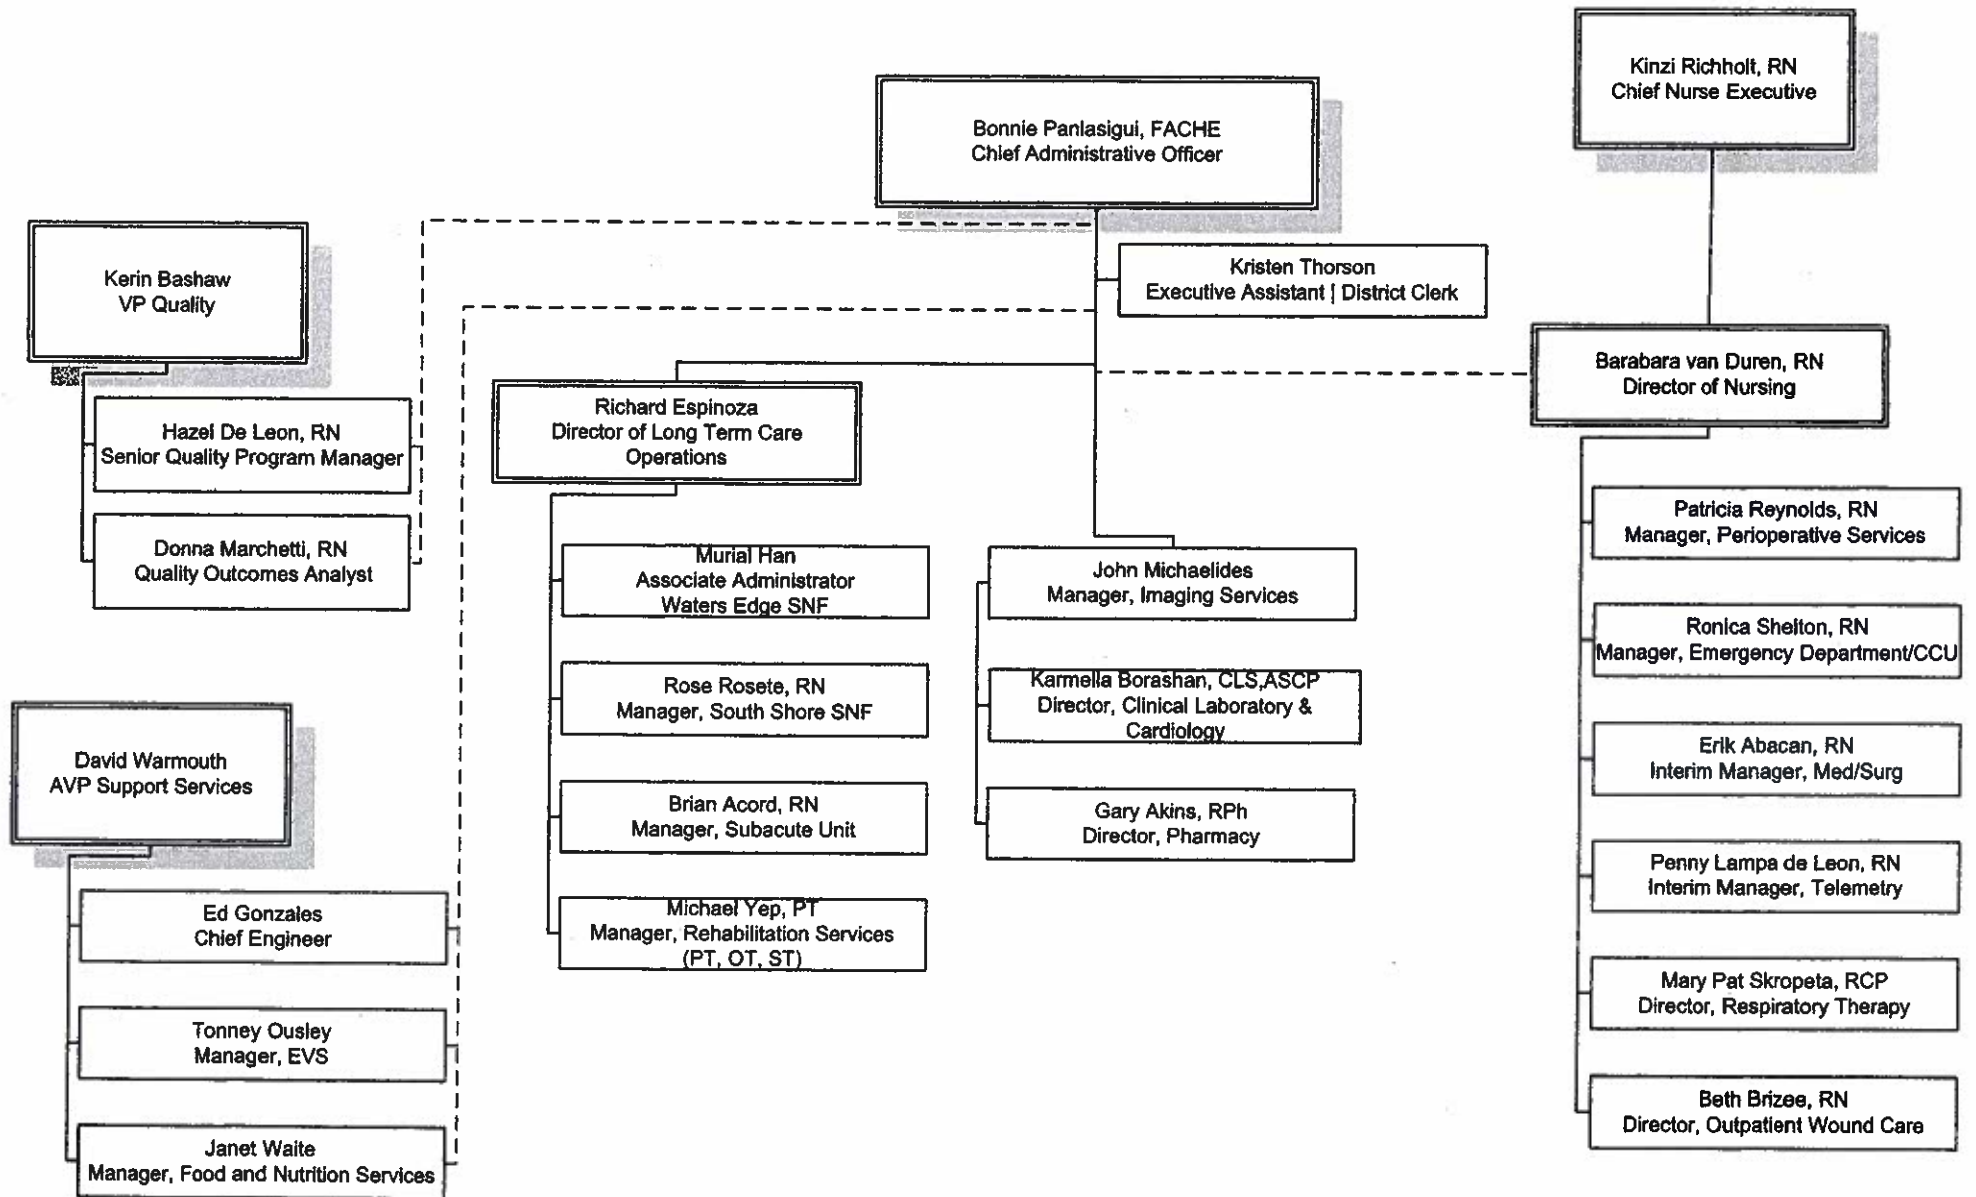 Kinzi Richholt, RN
Chief Nurse Executive
Bonnie Panlasigui, FACHE
Chief Administrative Officer
Kerin Bashaw
VP Quality
Kristen Thorson
Executive Assistant | District Clerk
Barabara van Duren, RN
Director of Nursing
Richard Espinoza
Director of Long Term Care
Operations
Hazel De Leon, RN
Senior Quality Program Manager
Donna Marchetti, RN
Quality Outcomes Analyst
David Warmouth
AVP Support Services
Ed Gonzales
Chief Engineer
Tonney Ousley
Manager, EVS
Janet Waite
Manager, Food and Nutrition Services
Murial Han
Associate Administrator
Waters Edge SNF
Rose Rosete, RN
Manager, South Shore SNF
Brian Acord, RN
Manager, Subacute Unit
Michael Yep, PT
Manager, Rehabilitation Services
(PT, OT, ST)
John Michaelides
Manager, Imaging Services
Karmella Borashan, CLS,ASCP
Director, Clinical Laboratory &
Cardiology
Gary Akins, RPh
Director, Pharmacy
Patricia Reynolds, RN
Manager, Perioperative Services
Ronica Shelton, RN
Manager, Emergency Department/CCU
Erik Abacan, RN
Interim Manager, Med/Surg
Penny Lampa de Leon, RN
Interim Manager, Telemetry
Mary Pat Skropeta, RCP
Director, Respiratory Therapy
Beth Brizee, RN
Director, Outpatient Wound Care